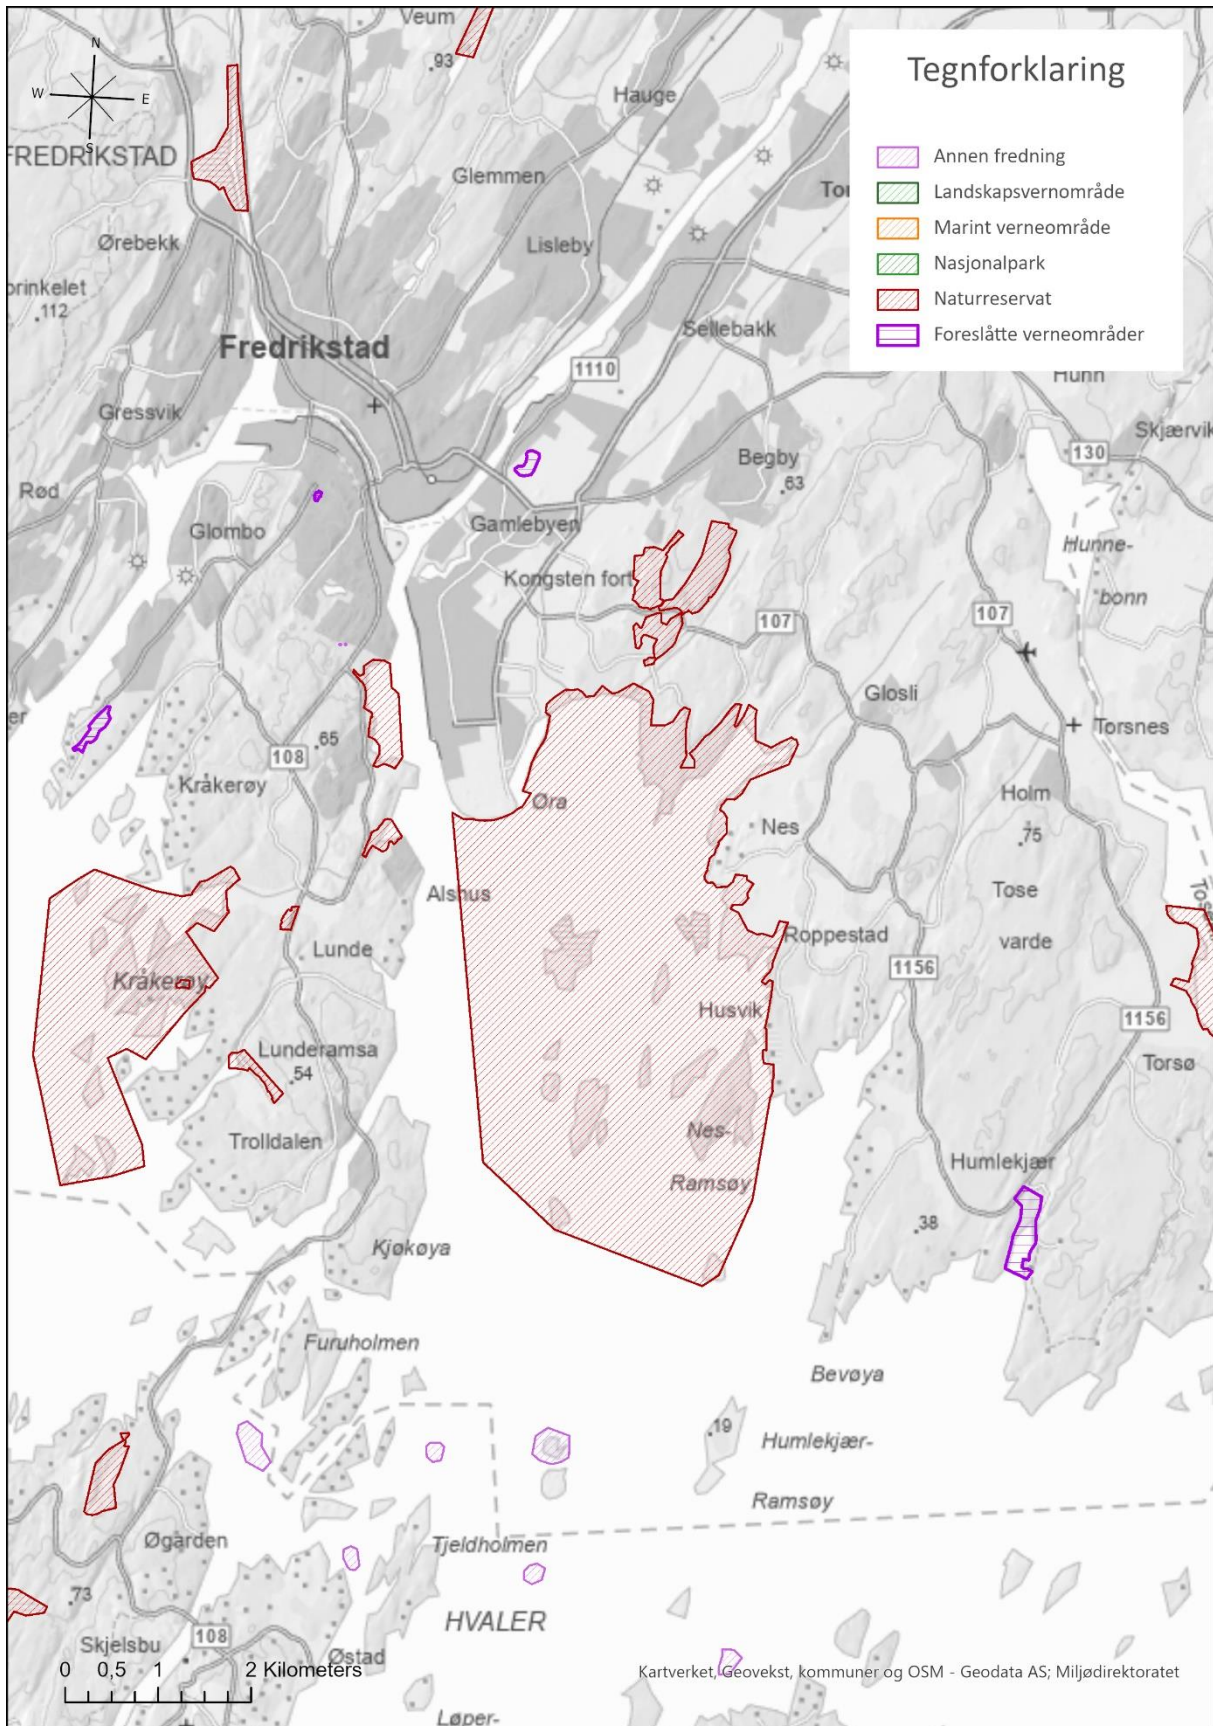 Veum
.93
N
W
E
S
Hauge
Tegnforklaring
FREDRIKSTAD
Glemmen
Annen fredning
Landskapsvernområde
Marint verneområde
Nasjonalpark
Naturreservat
Foreslåtte verneområder
Ørebekk
Lisleby
.112
Sellebakk
Fredrikstad
1110
Hunn
Gressvik
Skjærvik
130
Begby
.63
Rød
Glombo
Gamlebyen
Hunne-
bonn
Kongsten fort
107
107
Glosli
Torsnes
108
.65
Kråkerøy
Øra
Holm
Nes
.75
Tose
varde
Alshus
Lunde
Roppestad
1156
Kråkerøy
Husvik
1156
Lunderamsa
.54
Torsø
Trolldalen
Nes-
Ramsøy
Humlekjær
.38
Kjøkøya
Furuholmen
Bevøya
.19
Humlekjær-
Ramsøy
Øgården
Tjeldholmen
.73
HVALER
108
Skjelsbu
Østad
0 0,5 1 2 Kilometers
Kartverket, Geovekst, kommuner og OSM - Geodata AS; Miljødirektoratet
Løper-